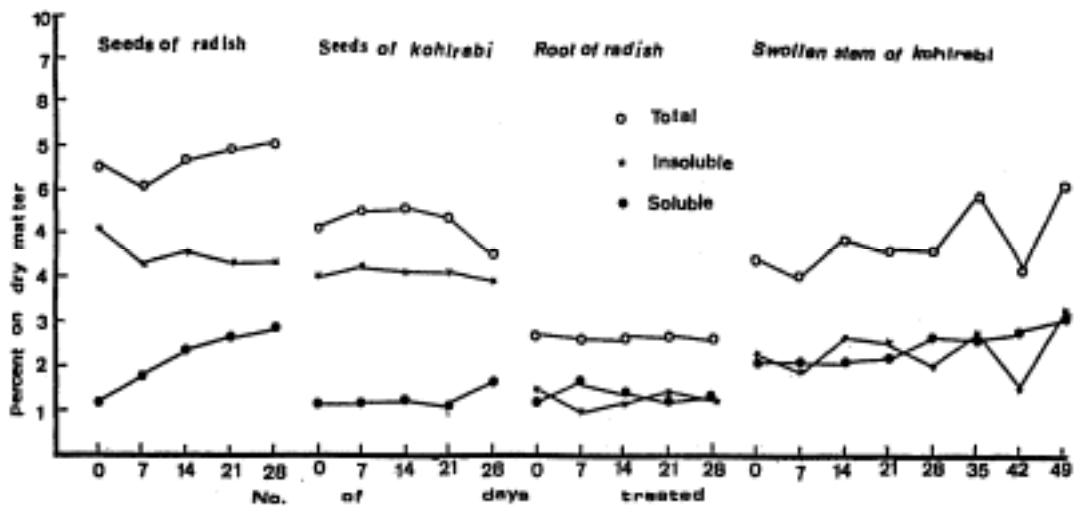 Seeds of radish
Seeds of kohlrabi
Root of radish
Swollen stem of kohlrabi
Total
Insoluble
Soluble
Percent on dry matter
10
7
8
5
6
4
4
3
2
1
0 7 14 21 28 0 7 14 21 28 0 7 14 21 28 0 7 14 21 28 35 42 49
No. of days treated